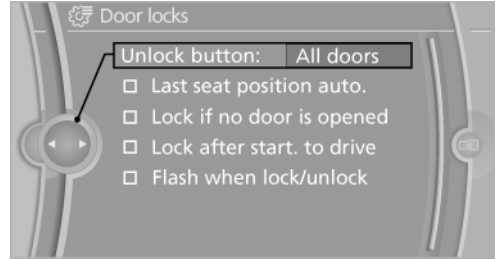 Door locks
Unlock button: All doors
Last seat position auto.
Lock if no door is opened
Lock after start. to drive
Flash when lock/unlock